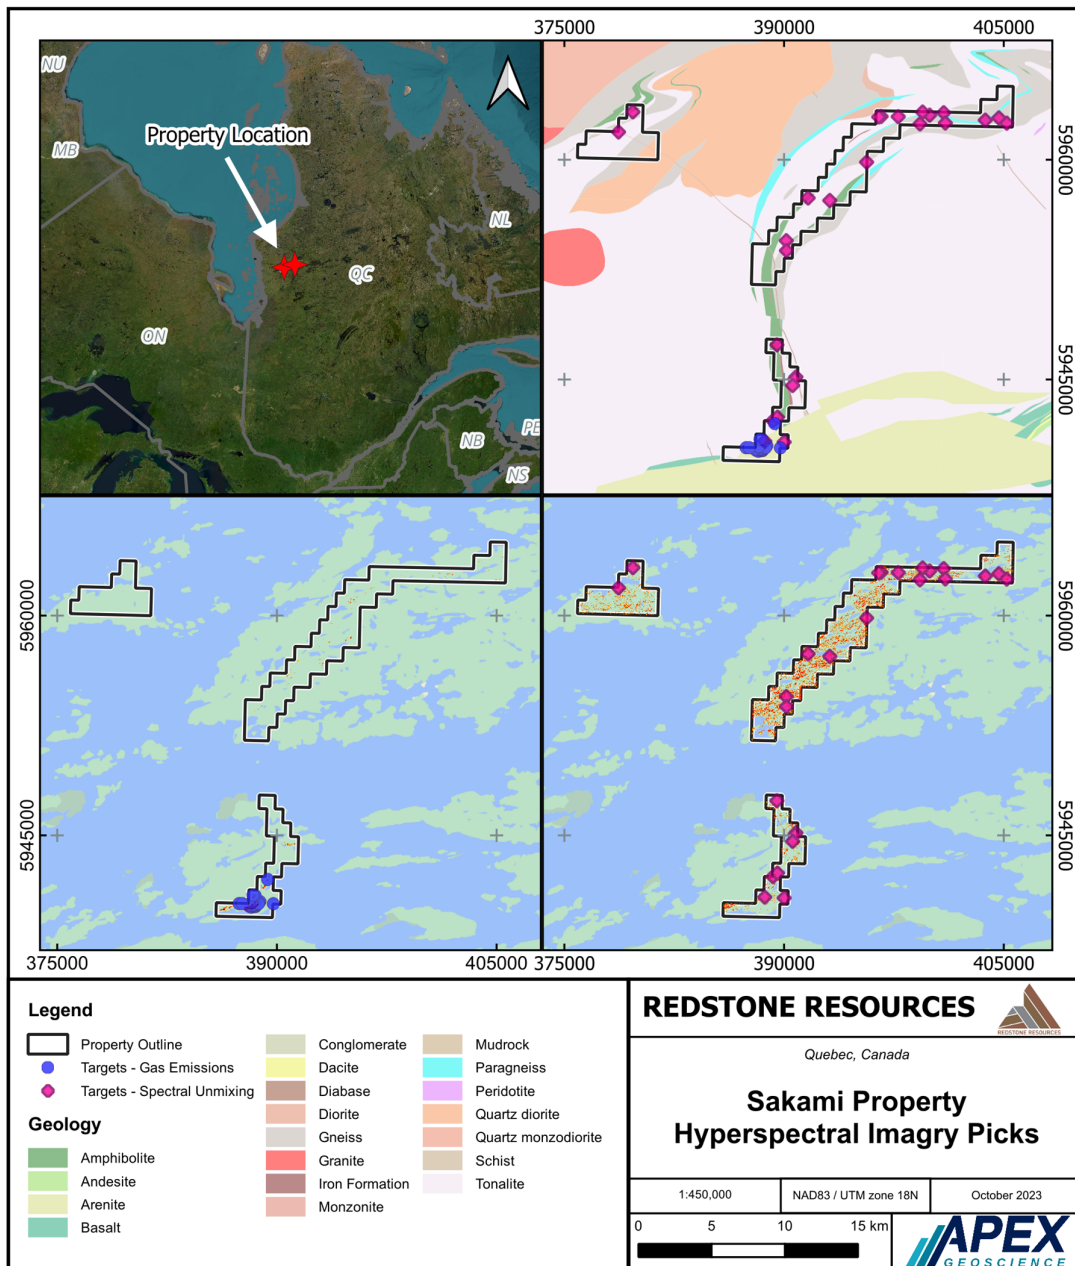 375000 390000 405000
NU
MB
Property Location
NL
QC
ON
NB
PE
NS
5960000
5945000
5960000
5945000
5960000
5945000
375000 390000 405000 375000 390000 405000
Legend
Property Outline
Targets - Gas Emissions
Targets - Spectral Unmixing
Geology
Amphibolite
Andesite
Arenite
Basalt
Conglomerate
Dacite
Diabase
Diorite
Gneiss
Granite
Iron Formation
Monzonite
Mudrock
Paragneiss
Peridotite
Quartz diorite
Quartz monzodiorite
Schist
Tonalite
REDSTONE RESOURCES
REDSTONE RESOURCES
Quebec, Canada
Sakami Property
Hyperspectral Imagry Picks
1:450,000 NAD83 / UTM zone 18N October 2023
0 5 10 15 km
APEX
GEOSCIENCE